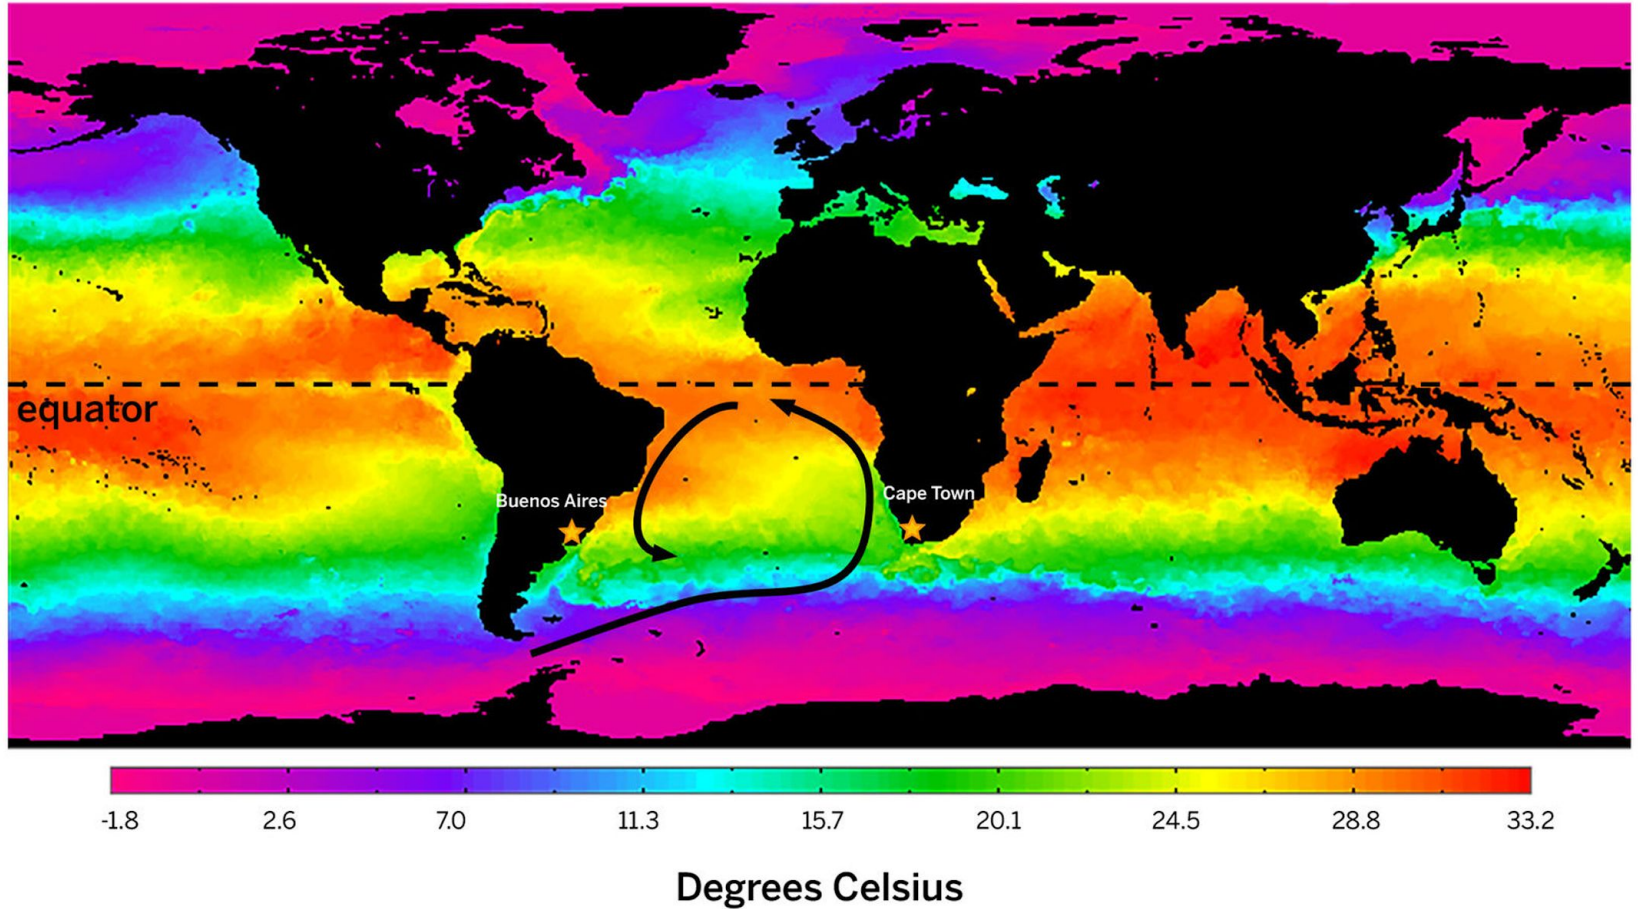 equator
Buenos Aires
Cape Town
-1.8 2.6 7.0 11.3 15.7 20.1 24.5 28.8 33.2
Degrees Celsius